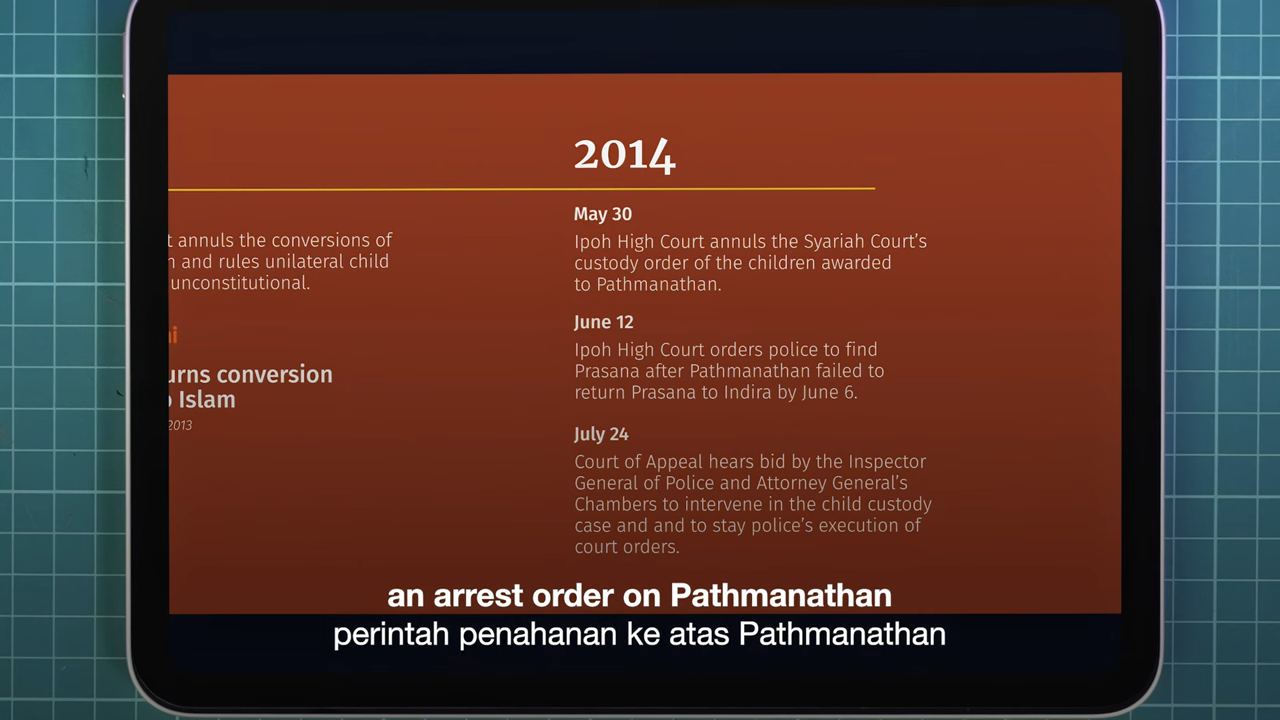 2014
t annuls the conversions of
and rules unilateral child
unconstitutional.
ai
urns conversion
o Islam
2013
May 30
Ipoh High Court annuls the Syariah Court's
custody order of the children awarded
to Pathmanathan.
June 12
Ipoh High Court orders police to find
Prasana after Pathmanathan failed to
return Prasana to Indira by June 6.
July 24
Court of Appeal hears bid by the Inspector
General of Police and Attorney General's
Chambers to intervene in the child custody
case and and to stay police's execution of
court orders.
an arrest order on Pathmanathan
perintah penahanan ke atas Pathmanathan